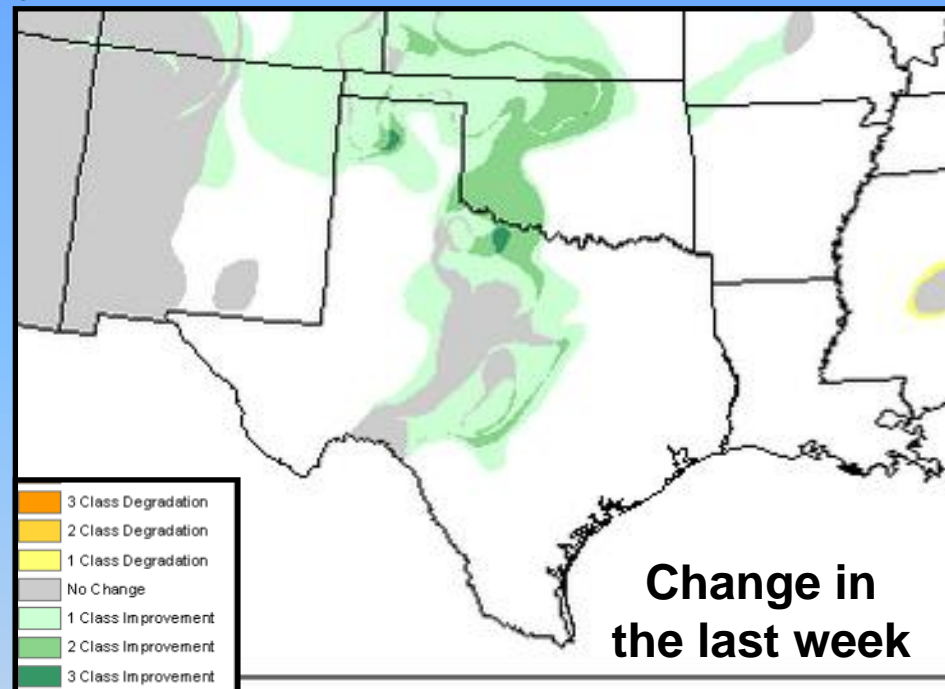 3 Class Degradation
2 Class Degradation
1 Class Degradation
No Change
1 Class Improvement
2 Class Improvement
3 Class Improvement
Change in
the last week